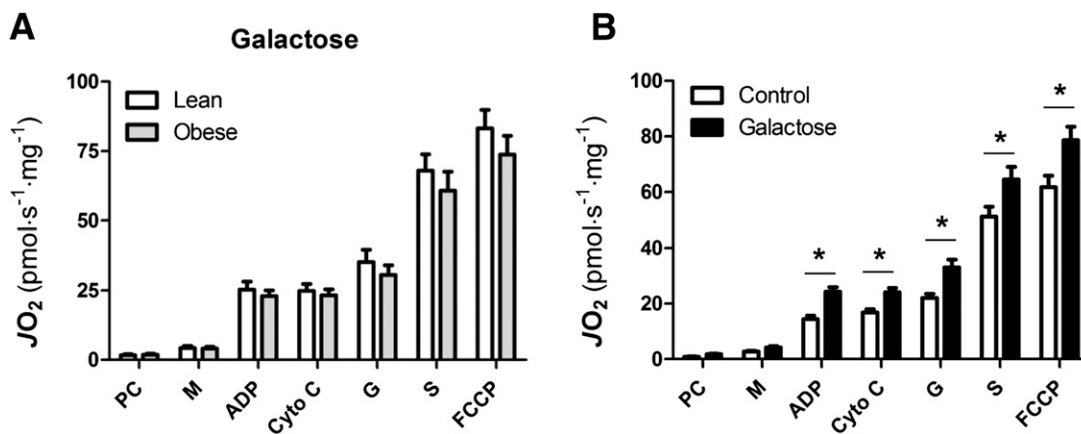 A
Galactose
Lean
Obese
JO₂ (pmol·s⁻¹·mg⁻¹)
100
75
50
25
0
PC
M
ADP
Cyto C
G
S
FCCP
B
Control
Galactose
JO₂ (pmol·s⁻¹·mg⁻¹)
100
80
60
40
20
0
*
*
*
*
*
PC
M
ADP
Cyto C
G
S
FCCP